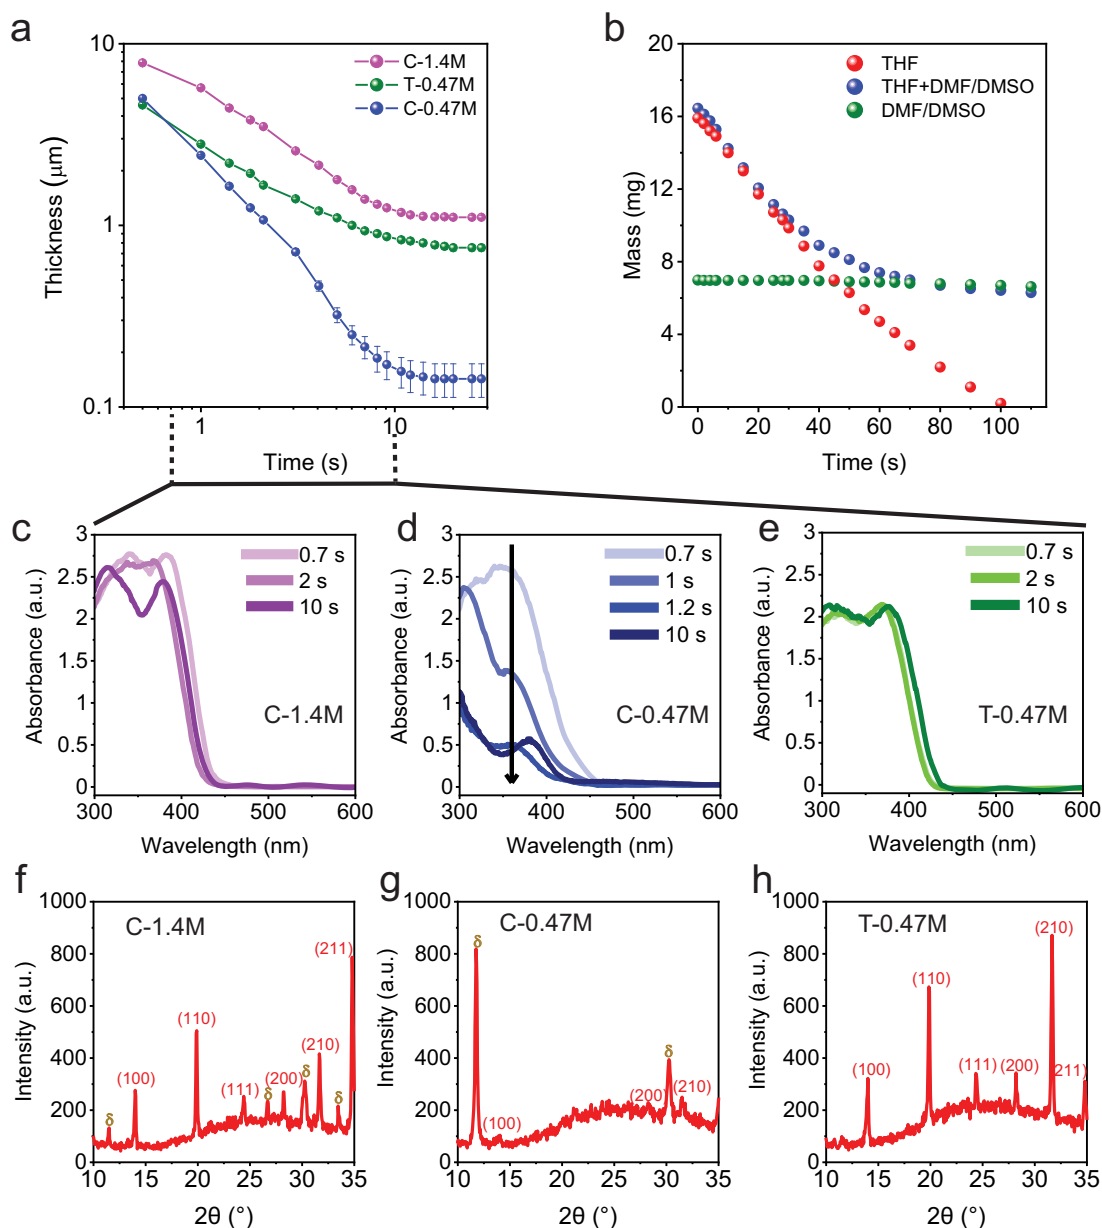 a
10
1
0.1
Thickness (μm)
C-1.4M
T-0.47M
C-0.47M
1
10
Time (s)
b
20
16
12
8
4
0
Mass (mg)
THF
THF+DMF/DMSO
DMF/DMSO
0 20 40 60 80 100
Time (s)
c
3
2.5
2
1.5
1
0.5
0
Absorbance (a.u.)
0.7 s
2 s
10 s
C-1.4M
300 400 500 600
Wavelength (nm)
d
3
2.5
2
1.5
1
0.5
0
Absorbance (a.u.)
0.7 s
1 s
1.2 s
10 s
C-0.47M
300 400 500 600
Wavelength (nm)
e
3
2.5
2
1.5
1
0.5
0
Absorbance (a.u.)
0.7 s
2 s
10 s
T-0.47M
300 400 500 600
Wavelength (nm)
f
1000
800
600
400
200
0
Intensity (a.u.)
C-1.4M
δ
(100)
(110)
(111)
δ
(200)
δ
(210)
δ
(211)
10 15 20 25 30 35
2θ (°)
g
1000
800
600
400
200
0
Intensity (a.u.)
C-0.47M
δ
(100)
(200)
δ
(210)
10 15 20 25 30 35
2θ (°)
h
1000
800
600
400
200
0
Intensity (a.u.)
T-0.47M
(100)
(110)
(111)
(200)
(210)
211)
10 15 20 25 30 35
2θ (°)